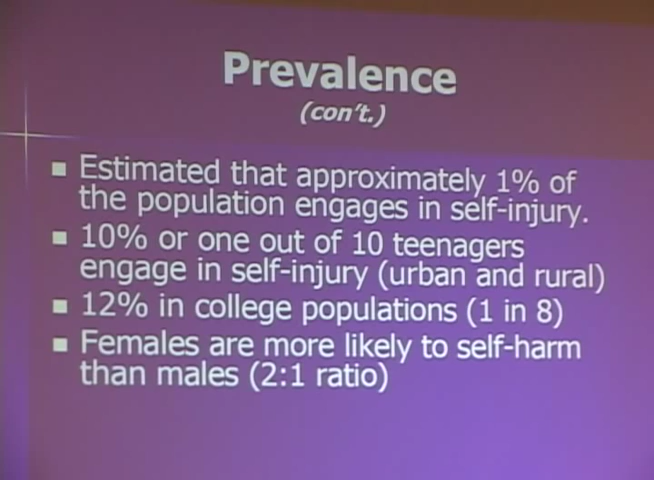 Prevalence
(con't.)
Estimated that approximately 1% of
the population engages in self-injury.
10% or one out of 10 teenagers
engage in self-injury (urban and rural)
12% in college populations (1 in 8)
Females are more likely to self-harm
than males (2:1 ratio)